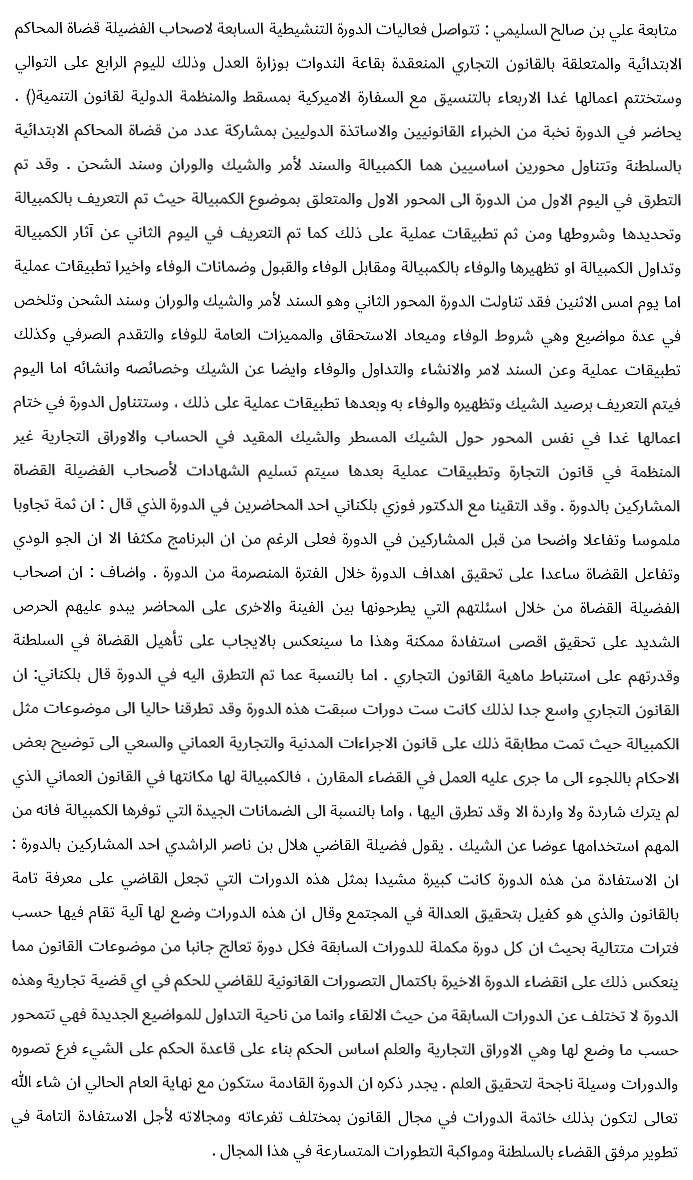 متابعة علي بن صالح السليمي : تتواصل فعاليات الدورة التنشيطية السابعة لاصحاب الفضيلة قضاة المحاكم
الابتدائية والمتعلقة بالقانون التجاري المنعقدة بقاعة الندوات بوزارة العدل وذلك لليوم الرابع على التوالي
وستختتم اعمالها غدا الاربعاء بالتنسيق مع السفارة الاميركية بمسقط والمنظمة الدولية لقانون التنمية() .
يحاضر في الدورة نخبة من الخبراء القانونيين والاساتذة الدوليين بمشاركة عدد من قضاة المحاكم الابتدائية
بالسلطنة وتتناول محورين اساسيين هما الكمبيالة والسند لأمر والشيك والوران وسند الشحن . وقد تم
التطرق في اليوم الاول من الدورة الى المحور الاول والمتعلق بموضوع الكمبيالة حيث تم التعريف بالكمبيالة
وتحديدها وشروطها ومن ثم تطبيقات عملية على ذلك كما تم التعريف في اليوم الثاني عن آثار الكمبيالة
وتداول الكمبيالة او تظهيرها والوفاء بالكمبيالة ومقابل الوفاء والقبول وضمانات الوفاء واخيرا تطبيقات عملية
اما يوم امس الاثنين فقد تناولت الدورة المحور الثاني وهو السند لأمر والشيك والوران وسند الشحن وتلخص
في عدة مواضيع وهي شروط الوفاء وميعاد الاستحقاق والمميزات العامة للوفاء والتقدم الصرفي وكذلك
تطبيقات عملية وعن السند لامر والانشاء والتداول والوفاء وايضا عن الشيك وخصائصه وانشائه اما اليوم
فيتم التعريف برصيد الشيك وتظهيره والوفاء به وبعدها تطبيقات عملية على ذلك ، وستتناول الدورة في ختام
اعمالها غدا في نفس المحور حول الشيك المسطر والشيك المقيد في الحساب والاوراق التجارية غير
المنظمة في قانون التجارة وتطبيقات عملية بعدها سيتم تسليم الشهادات لأصحاب الفضيلة القضاة
المشاركين بالدورة . وقد التقينا مع الدكتور فوزي بلكناني احد المحاضرين في الدورة الذي قال : ان ثمة تجاوبا
ملموسا وتفاعلا واضحا من قبل المشاركين في الدورة فعلى الرغم من ان البرنامج مكثفا الا ان الجو الودي
وتفاعل القضاة ساعدا على تحقيق اهداف الدورة خلال الفترة المنصرمة من الدورة . واضاف : ان اصحاب
الفضيلة القضاة من خلال اسئلتهم التي يطرحونها بين الفينة والاخرى على المحاضر يبدو عليهم الحرص
الشديد على تحقيق اقصى استفادة ممكنة وهذا ما سينعكس بالايجاب على تأهيل القضاة في السلطنة
وقدرتهم على استنباط ماهية القانون التجاري . اما بالنسبة عما تم التطرق اليه في الدورة قال بلكناني: ان
القانون التجاري واسع جدا لذلك كانت ست دورات سبقت هذه الدورة وقد تطرقنا حاليا الى موضوعات مثل
الكمبيالة حيث تمت مطابقة ذلك على قانون الاجراءات المدنية والتجارية العماني والسعي الى توضيح بعض
الاحكام باللجوء الى ما جرى عليه العمل في القضاء المقارن ، فالكمبيالة لها مكانتها في القانون العماني الذي
لم يترك شاردة ولا واردة الا وقد تطرق اليها ، واما بالنسبة الى الضمانات الجيدة التي توفرها الكمبيالة فانه من
المهم استخدامها عوضا عن الشيك . يقول فضيلة القاضي هلال بن ناصر الراشدي احد المشاركين بالدورة :
ان الاستفادة من هذه الدورة كانت كبيرة مشيدا بمثل هذه الدورات التي تجعل القاضي على معرفة تامة
بالقانون والذي هو كفيل بتحقيق العدالة في المجتمع وقال ان هذه الدورات وضع لها آلية تقام فيها حسب
فترات متتالية بحيث ان كل دورة مكملة للدورات السابقة فكل دورة تعالج جانبا من موضوعات القانون مما
ينعكس ذلك على انقضاء الدورة الاخيرة باكتمال التصورات القانونية للقاضي للحكم في اي قضية تجارية وهذه
الدورة لا تختلف عن الدورات السابقة من حيث الالقاء وانما من ناحية التداول للمواضيع الجديدة فهي تتمحور
حسب ما وضع لها وهي الاوراق التجارية والعلم اساس الحكم بناء على قاعدة الحكم على الشيء فرع تصوره
والدورات وسيلة ناجحة لتحقيق العلم . يجدر ذكره ان الدورة القادمة ستكون مع نهاية العام الحالي ان شاء الله
تعالى لتكون بذلك خاتمة الدورات في مجال القانون بمختلف تفرعاته ومجالاته لأجل الاستفادة التامة في
تطوير مرفق القضاء بالسلطنة ومواكبة التطورات المتسارعة في هذا المجال .